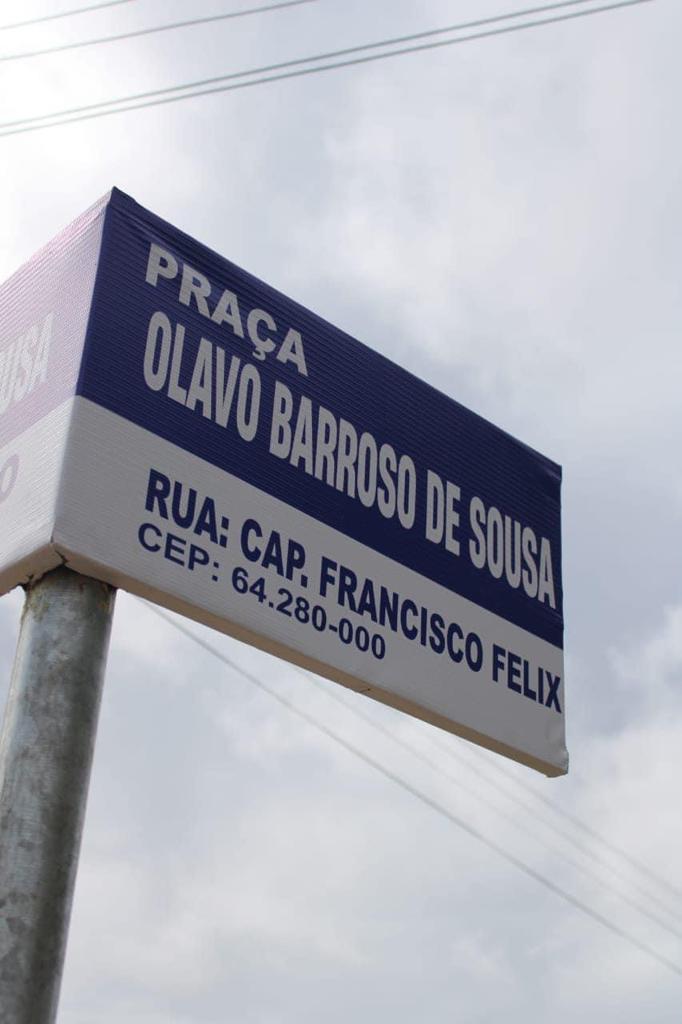 PRAÇA
OLAVO BARROSO DE SOUSA
RUA: CAP. FRANCISCO FELIX
CEP: 64.280-000